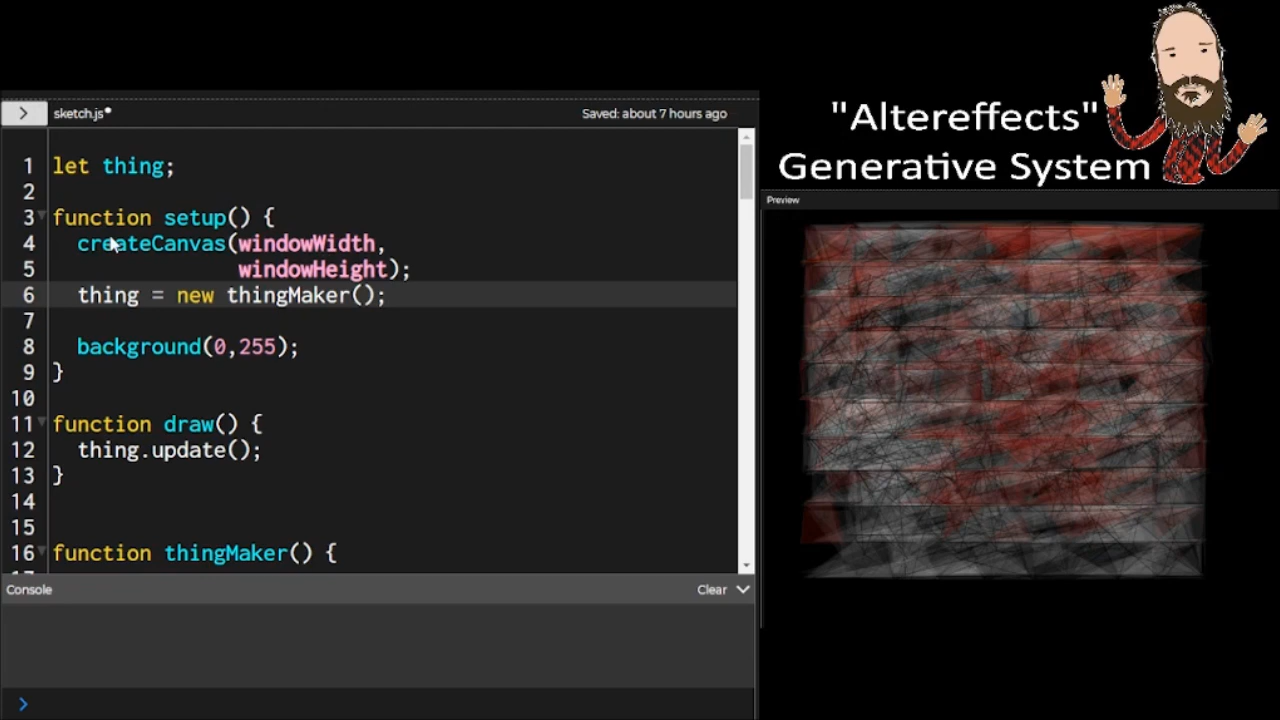 "Altereffects"
Generative System
sketch.js•
Saved: about 7 hours ago
Preview
1 let thing;
2
3 function setup() {
4 createCanvas(windowWidth,
5 windowHeight);
6 thing = new thingMaker();
7
8 background(0,255);
9 }
10
11 function draw() {
12 thing.update();
13 }
14
15
16 function thingMaker() {
Console
Clear